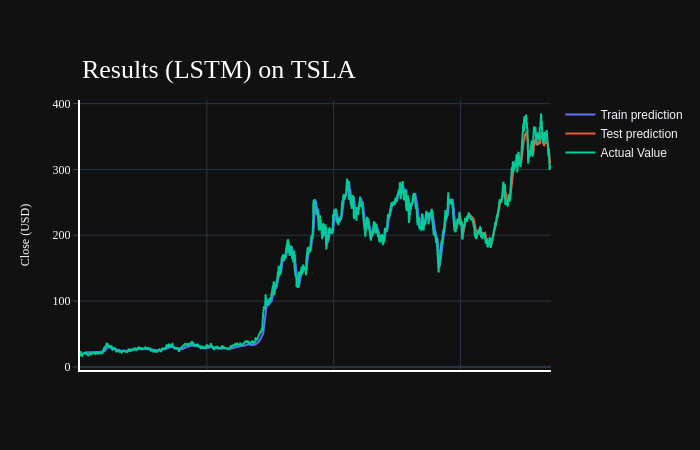 Results (LSTM) on TSLA
400
300
200
100
0
Close (USD)
Train prediction
Test prediction
Actual Value